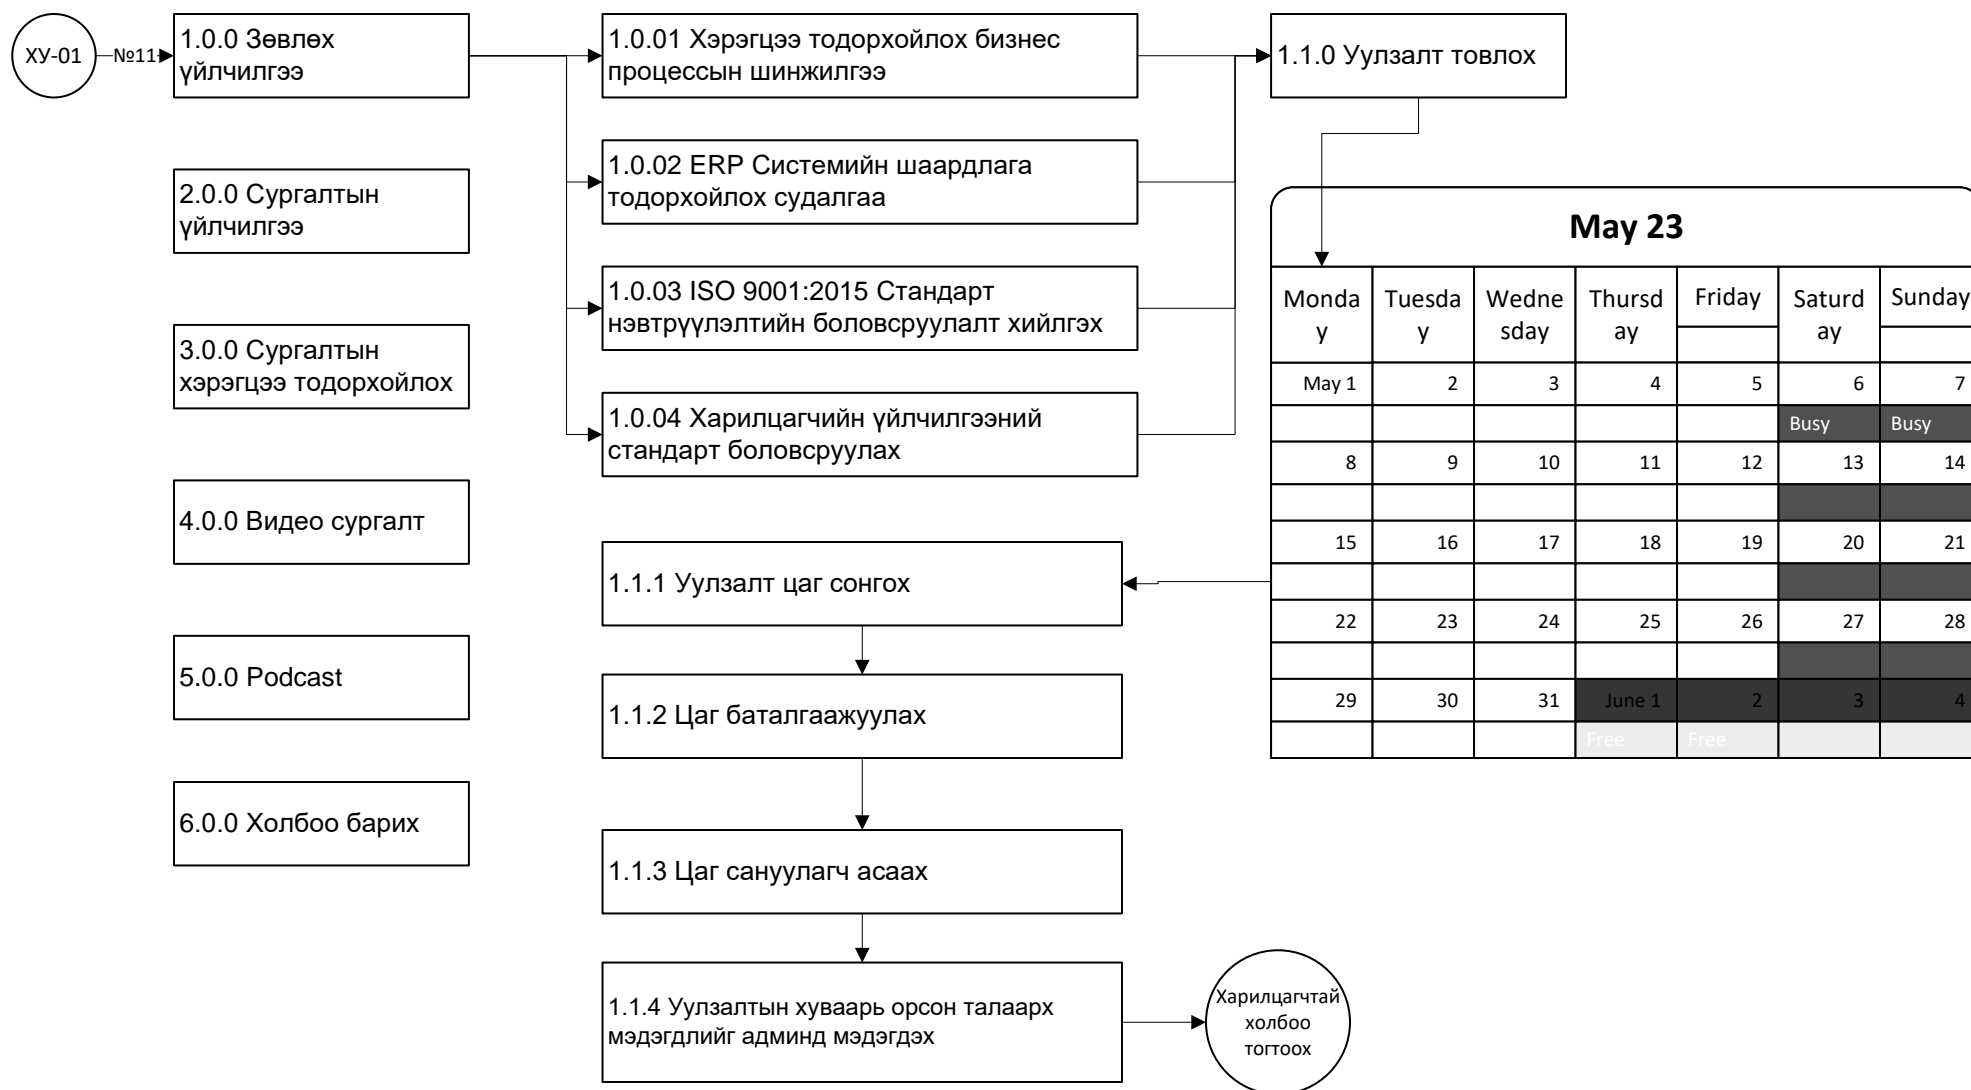 ХУ-01
№11
1.0.0 Зөвлөх
үйлчилгээ
1.0.01 Хэрэгцээ тодорхойлох бизнес
процессын шинжилгээ
1.1.0 Уулзалт товлох
2.0.0 Сургалтын
үйлчилгээ
1.0.02 ERP Системийн шаардлага
тодорхойлох судалгаа
3.0.0 Сургалтын
хэрэгцээ тодорхойлох
1.0.03 ISO 9001:2015 Стандарт
нэвтрүүлэлтийн боловсруулалт хийлгэх
1.0.04 Харилцагчийн үйлчилгээний
стандарт боловсруулах
4.0.0 Видео сургалт
5.0.0 Podcast
6.0.0 Холбоо барих
May 23
Monda
y
Tuesda
y
Wedne
sday
Thursd
ay
Friday
Saturd
ay
Sunday
May 1 2 3 4 5 6 7
Busy Busy
8 9 10 11 12 13 14
15 16 17 18 19 20 21
22 23 24 25 26 27 28
29 30 31 June 1 2 3 4
Free Free
1.1.1 Уулзалт цаг сонгох
1.1.2 Цаг баталгаажуулах
1.1.3 Цаг сануулагч асаах
1.1.4 Уулзалтын хуваарь орсон талаарх
мэдэгдлийг админд мэдэгдэх
Харилцагчтай
холбоо
тогтоох